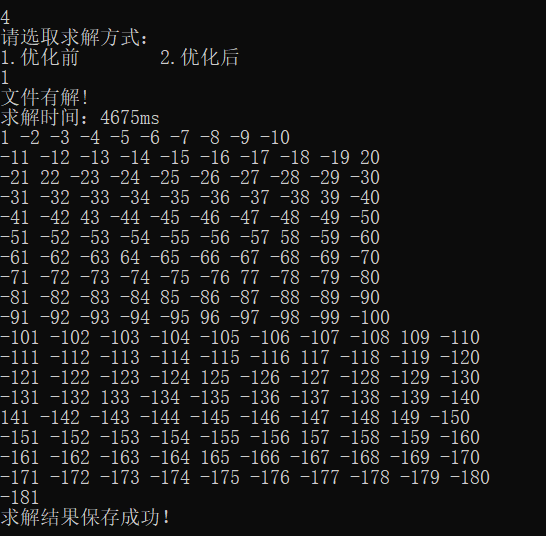 4
请选取求解方式：
1.优化前        2.优化后
1
文件有解!
求解时间：4675ms
1 -2 -3 -4 -5 -6 -7 -8 -9 -10
-11 -12 -13 -14 -15 -16 -17 -18 -19 20
-21 22 -23 -24 -25 -26 -27 -28 -29 -30
-31 -32 -33 -34 -35 -36 -37 -38 39 -40
-41 -42 43 -44 -45 -46 -47 -48 -49 -50
-51 -52 -53 -54 -55 -56 -57 58 -59 -60
-61 -62 -63 64 -65 -66 -67 -68 -69 -70
-71 -72 -73 -74 -75 -76 77 -78 -79 -80
-81 -82 -83 -84 85 -86 -87 -88 -89 -90
-91 -92 -93 -94 -95 96 -97 -98 -99 -100
-101 -102 -103 -104 -105 -106 -107 -108 109 -110
-111 -112 -113 -114 -115 -116 117 -118 -119 -120
-121 -122 -123 -124 125 -126 -127 -128 -129 -130
-131 -132 133 -134 -135 -136 -137 -138 -139 -140
141 -142 -143 -144 -145 -146 -147 -148 149 -150
-151 -152 -153 -154 -155 -156 157 -158 -159 -160
-161 -162 -163 -164 165 -166 -167 -168 -169 -170
-171 -172 -173 -174 -175 -176 -177 -178 -179 -180
-181
求解结果保存成功!